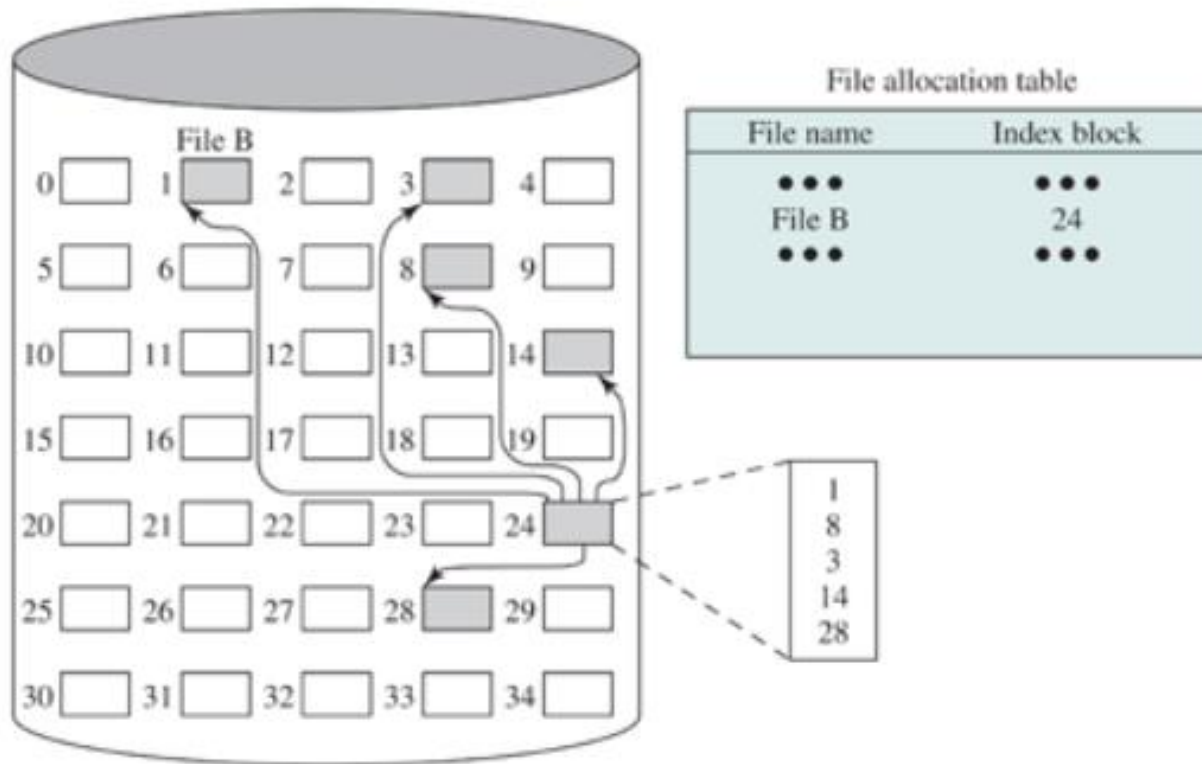 File B
0 1 2 3 4
5 6 7 8 9
10 11 12 13 14
15 16 17 18 19
20 21 22 23 24
25 26 27 28 29
30 31 32 33 34
File allocation table
File name Index block
••• •••
File B 24
••• •••
1
8
3
14
28